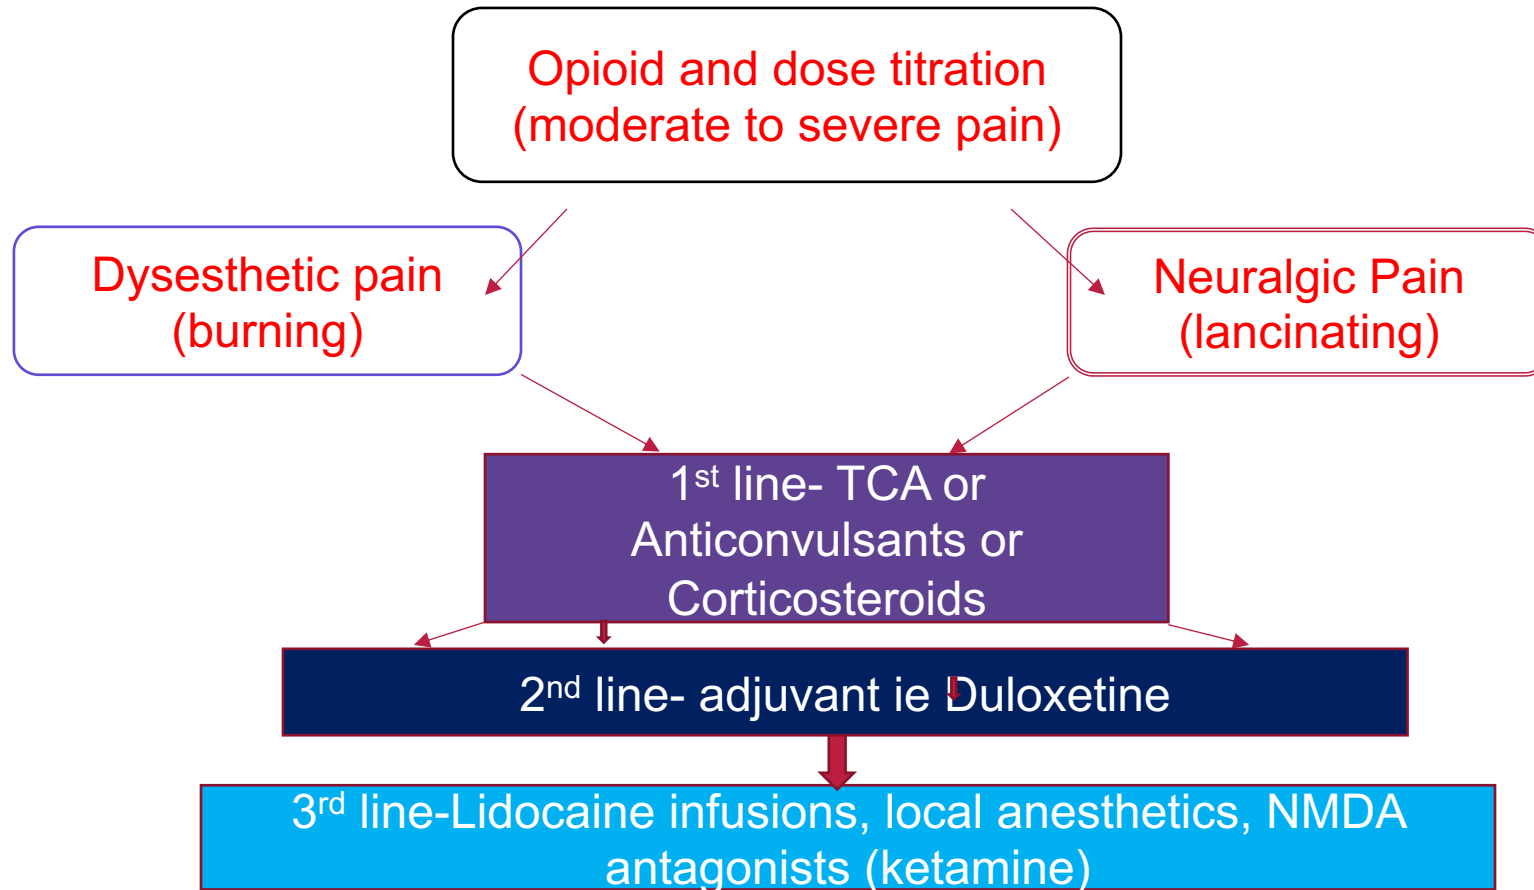 Opioid and dose titration
(moderate to severe pain)
Dysesthetic pain
(burning)
Neuralgic Pain
(lancinating)
1st line- TCA or
Anticonvulsants or
Corticosteroids
2nd line- adjuvant ie Duloxetine
3rd line-Lidocaine infusions, local anesthetics, NMDA
antagonists (ketamine)